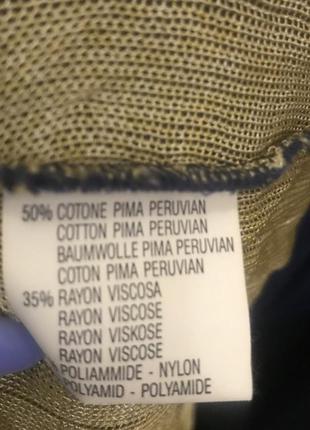 50% COTONE PIMA PERUVIAN
COTTON PIMA PERUVIAN
BAUMWOLLE PIMA PERUVIAN
COTON PIMA PERUVIAN
35% RAYON VISCOSA
RAYON VISCOSE
RAYON VISKOSE
RAYON VISCOSE
POLIAMMIDE - NYLON
POLYAMID - POLYAMIDE